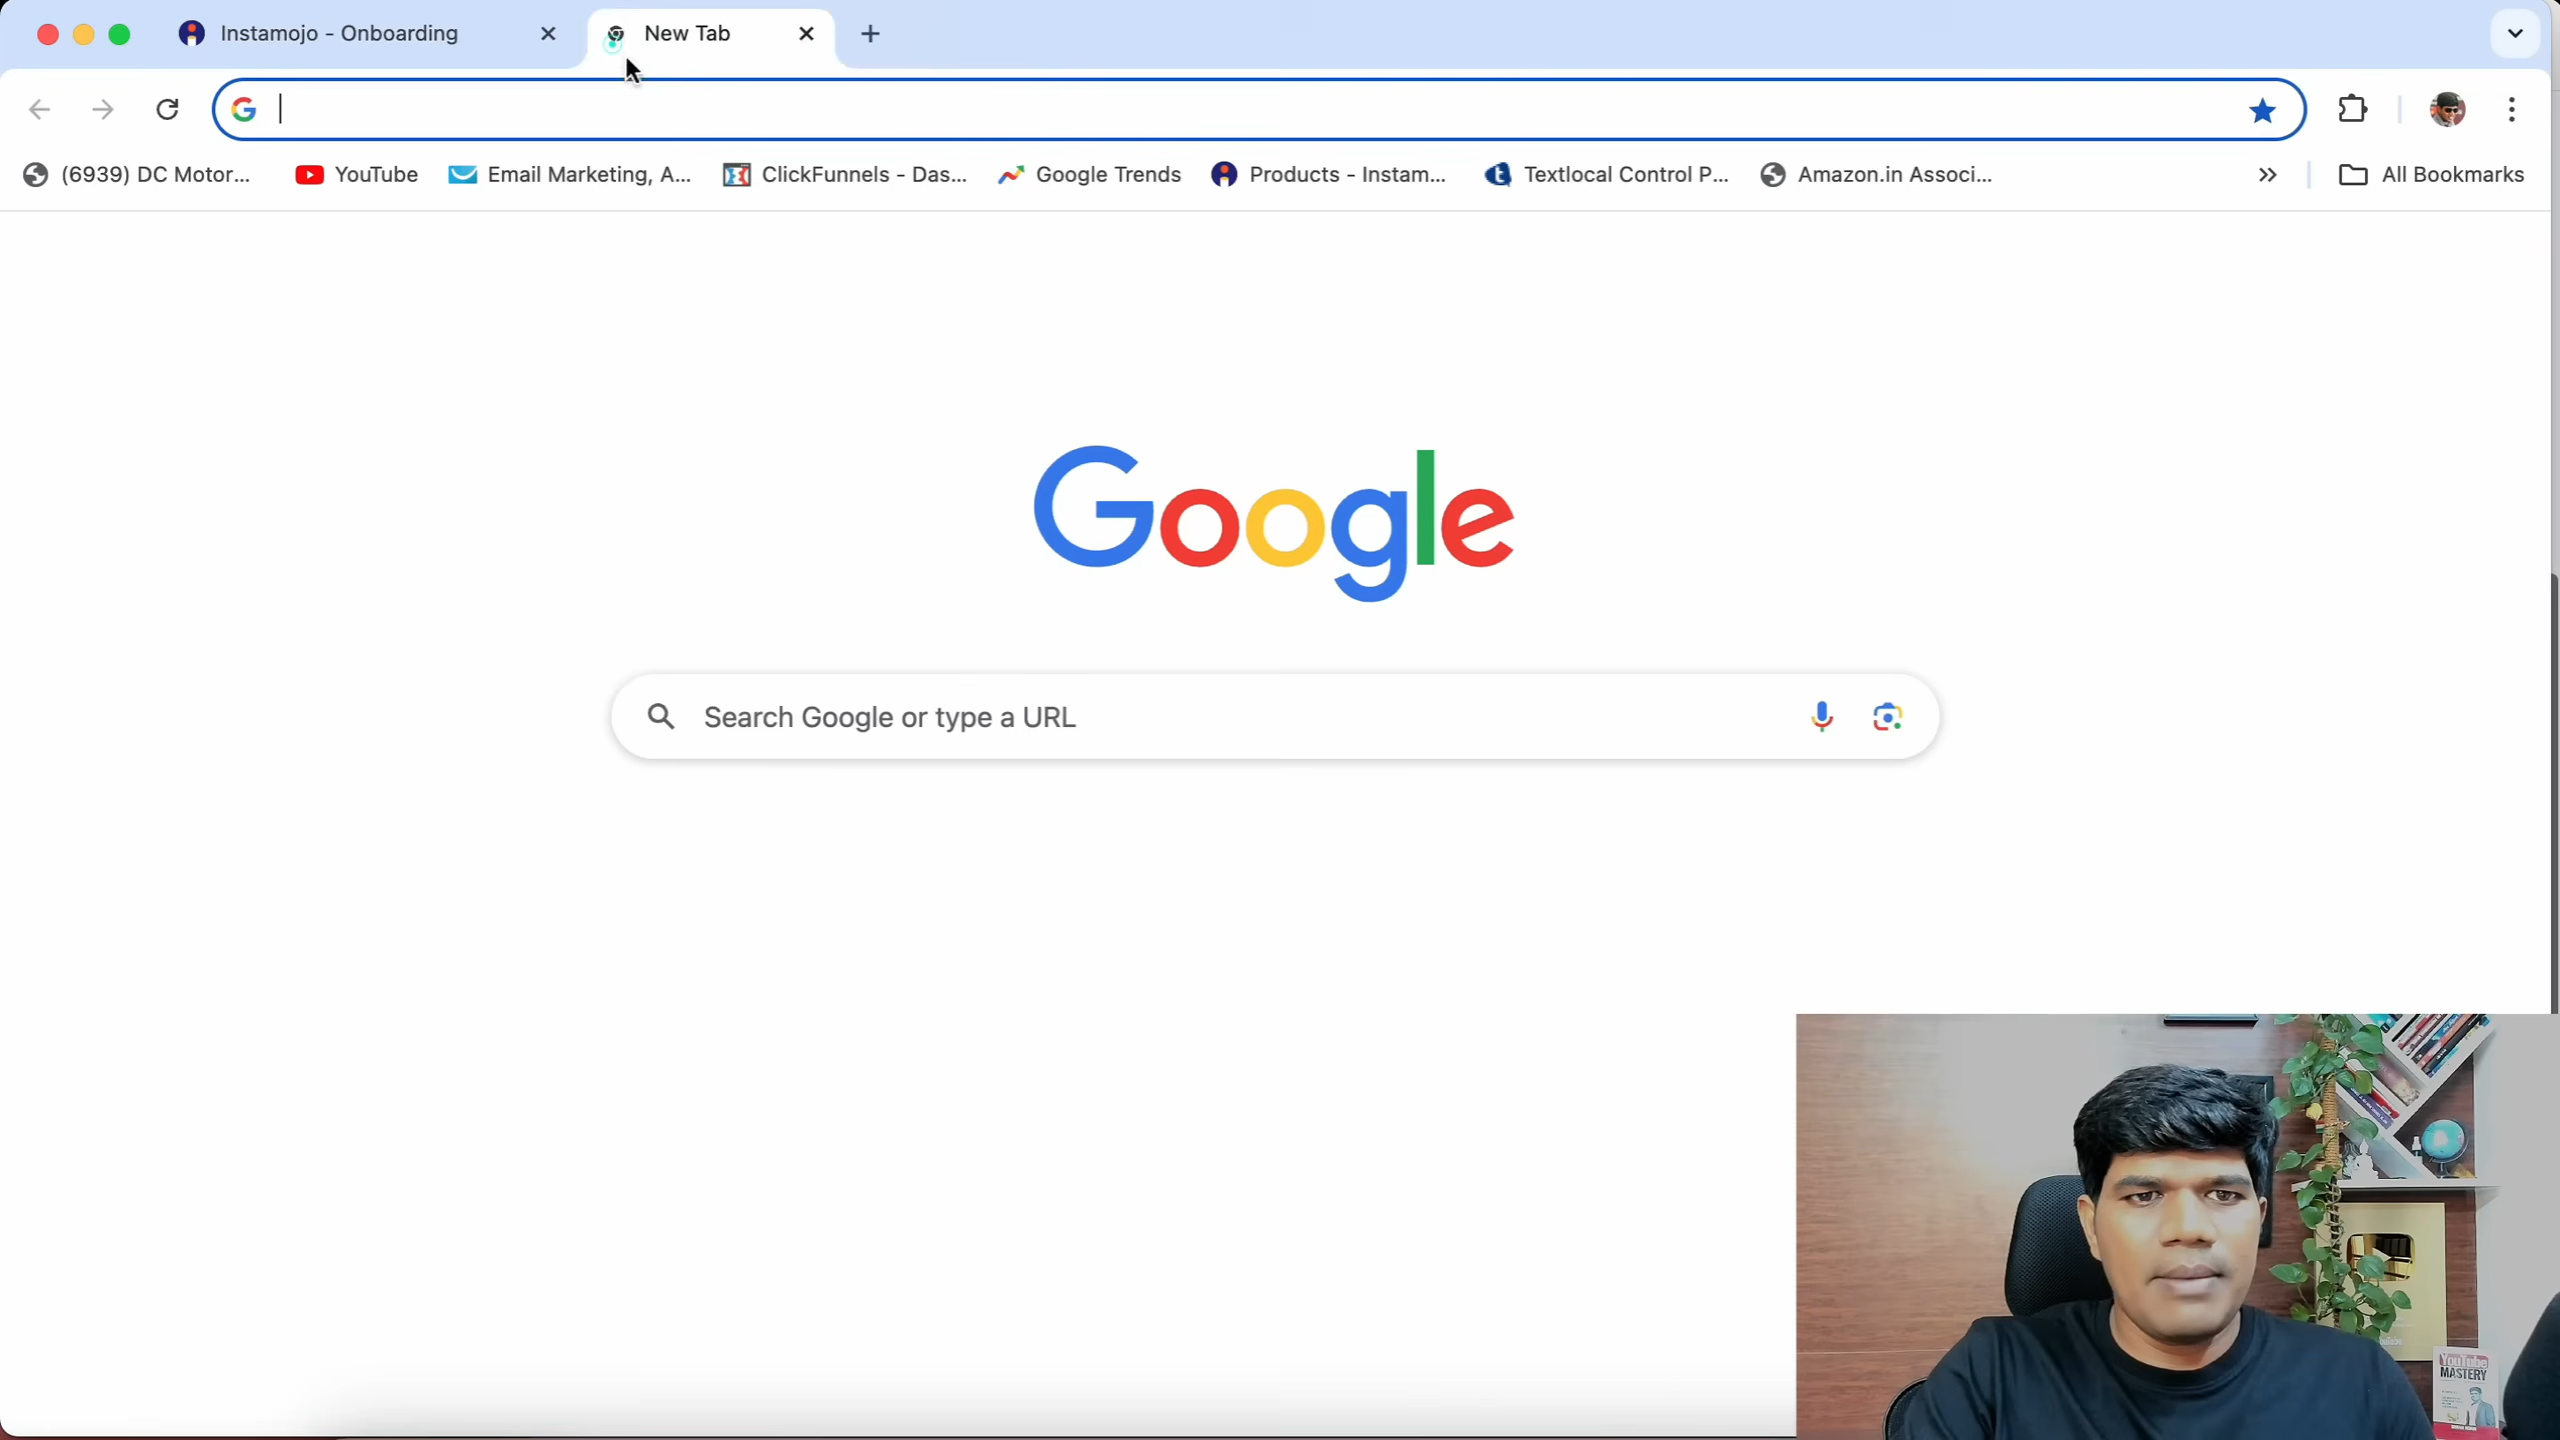 Instamojo - Onboarding
New Tab
(6939) DC Motor...
YouTube
Email Marketing, A...
ClickFunnels - Das...
Google Trends
Products - Instam...
Textlocal Control P...
Amazon.in Associ...
All Bookmarks
Google
Search Google or type a URL
YouTube
MASTERY